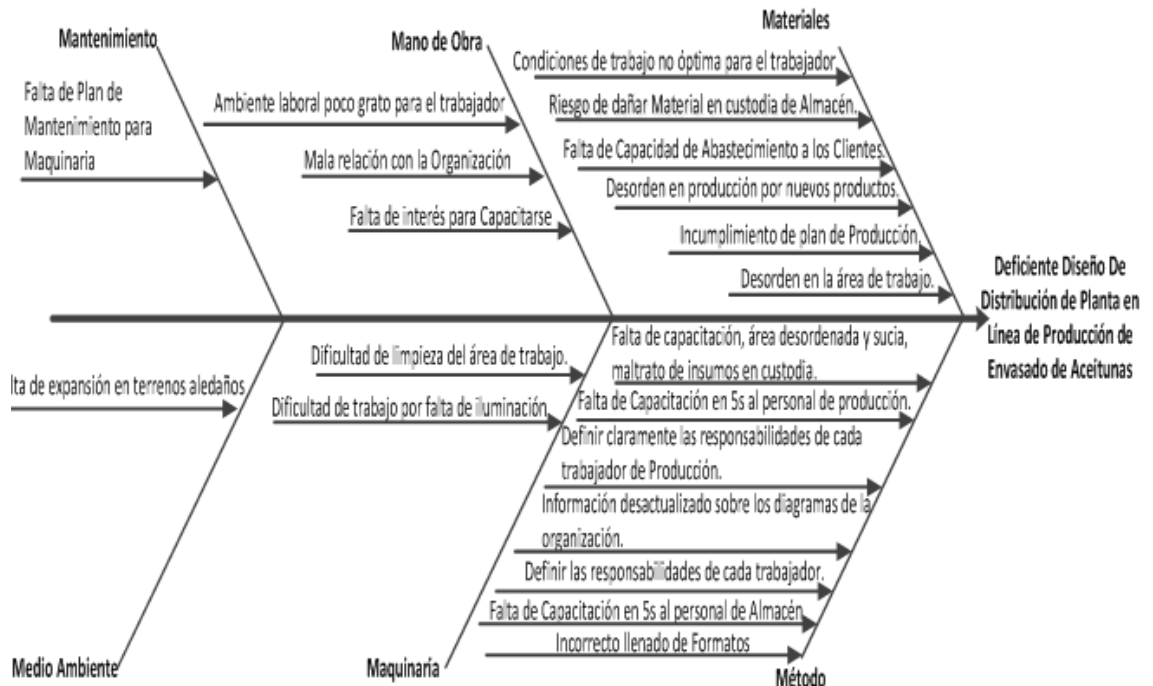 Mantenimiento
Falta de Plan de
Mantenimiento para
Maquinaria
Mano de Obra
Ambiente laboral poco grato para el trabajador
Mala relación con la Organización
Falta de interés para Capacitarse
Materiales
Condiciones de trabajo no óptima para el trabajador
Riesgo de dañar Material en custodia de Almacén.
Falta de Capacidad de Abastecimiento a los Clientes
Desorden en producción por nuevos productos.
Incumplimiento de plan de Producción.
Desorden en la área de trabajo.
Deficiente Diseño De
Distribución de Planta en
Línea de Producción de
Envasado de Aceitunas
lta de expansión en terrenos aledaños
Medio Ambiente
Dificultad de limpieza del área de trabajo.
Dificultad de trabajo por falta de iluminación
Maquinaría
Falta de capacitación, área desordenada y sucia,
maltrato de insumos en custodia.
Falta de Capacitación en 5s al personal de producción.
Definir claramente las responsabilidades de cada
trabajador de Producción.
Información desactualizado sobre los diagramas de la
organización.
Definir las responsabilidades de cada trabajador.
Falta de Capacitación en 5s al personal de Almacén
Incorrecto llenado de Formatos
Método